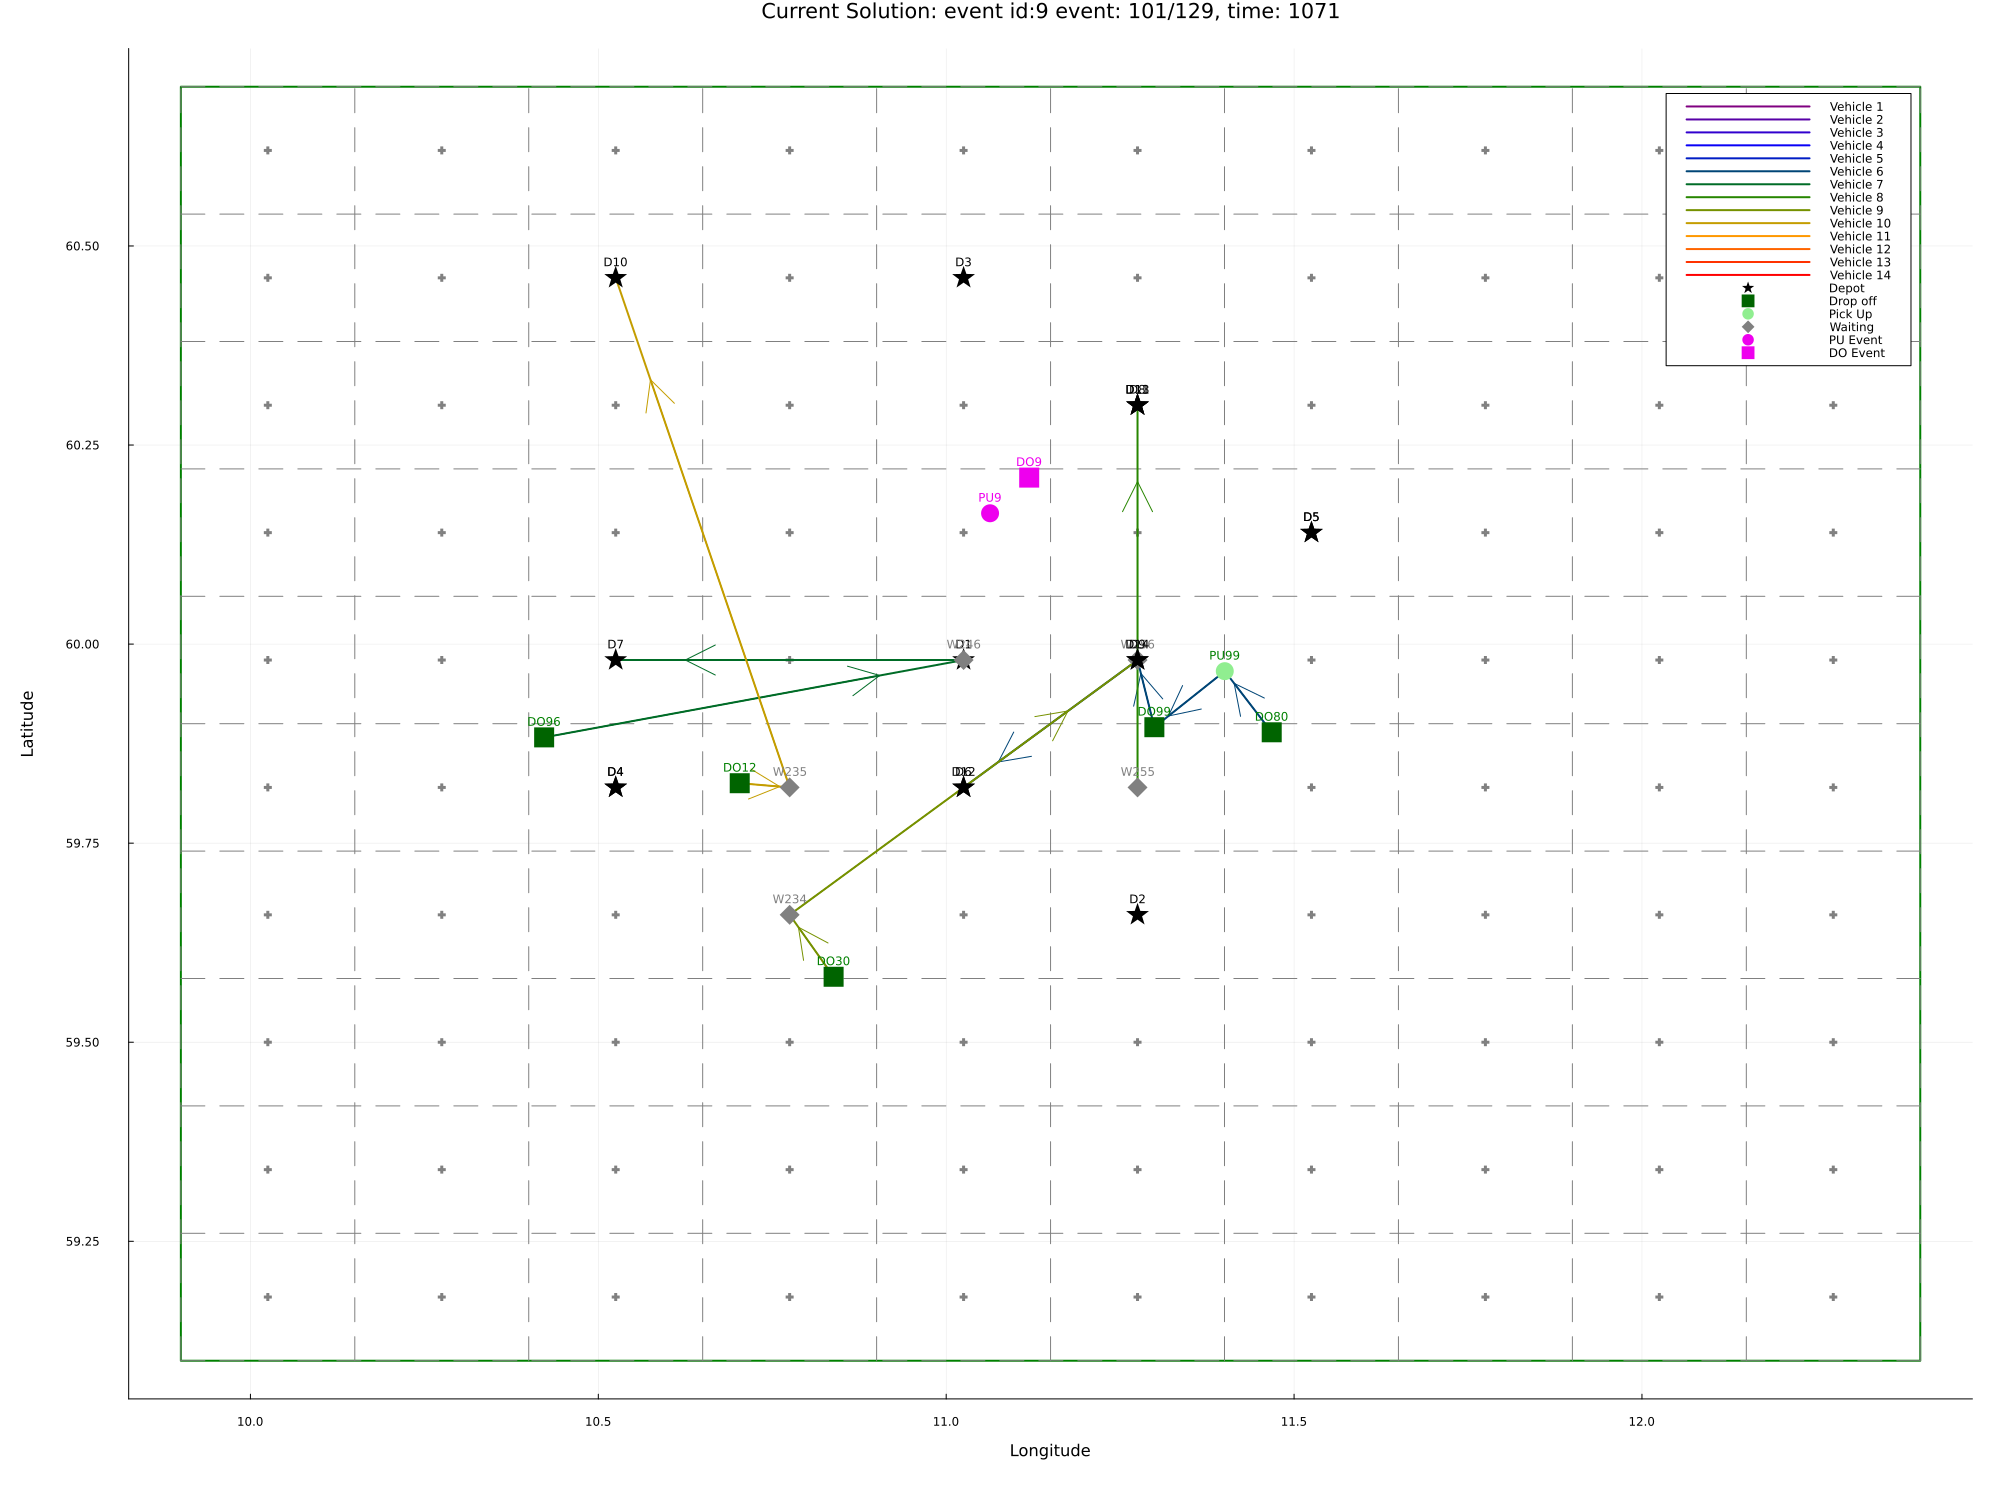 Current Solution: event id:9 event: 101/129, time: 1071
Vehicle 1
Vehicle 2
Vehicle 3
Vehicle 4
Vehicle 5
Vehicle 6
Vehicle 7
Vehicle 8
Vehicle 9
Vehicle 10
Vehicle 11
Vehicle 12
Vehicle 13
Vehicle 14
Depot
Drop off
Pick Up
Waiting
PU Event
DO Event
60.50
D10
D3
60.25
DO9
PU9
D5
60.00
D7
D1
PU99
DO96
DO99
DO80
D4
DO12
W235
W255
59.75
W234
D2
DO30
59.50
59.25
10.0
10.5
11.0
11.5
12.0
Longitude
Latitude